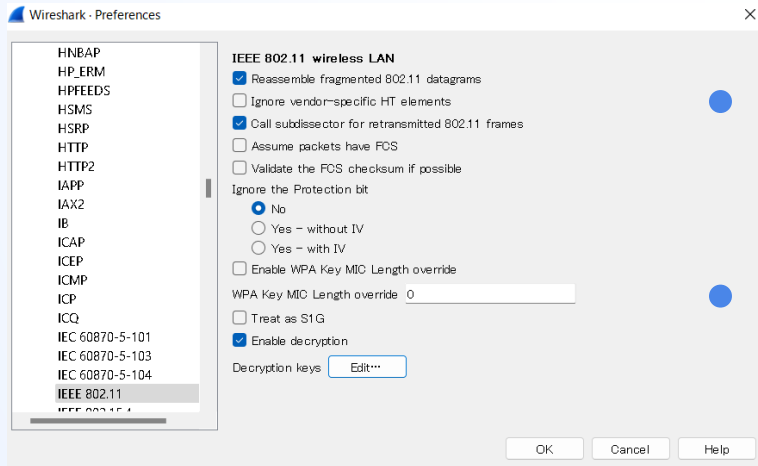 Wireshark · Preferences
HNBAP
HP_ERM
HPFEEDS
HSMS
HSRP
HTTP
HTTP2
IAPP
IAX2
IB
ICAP
ICEP
ICMP
ICP
ICQ
IEC 60870-5-101
IEC 60870-5-103
IEC 60870-5-104
IEEE 802.11
IEEE 802.15.4
IEEE 802.11 wireless LAN
Reassemble fragmented 802.11 datagrams
Ignore vendor-specific HT elements
Call subdissector for retransmitted 802.11 frames
Assume packets have FCS
Validate the FCS checksum if possible
Ignore the Protection bit
No
Yes - without IV
Yes - with IV
Enable WPA Key MIC Length override
WPA Key MIC Length override 0
Treat as S1G
Enable decryption
Decryption keys Edit…
OK Cancel Help